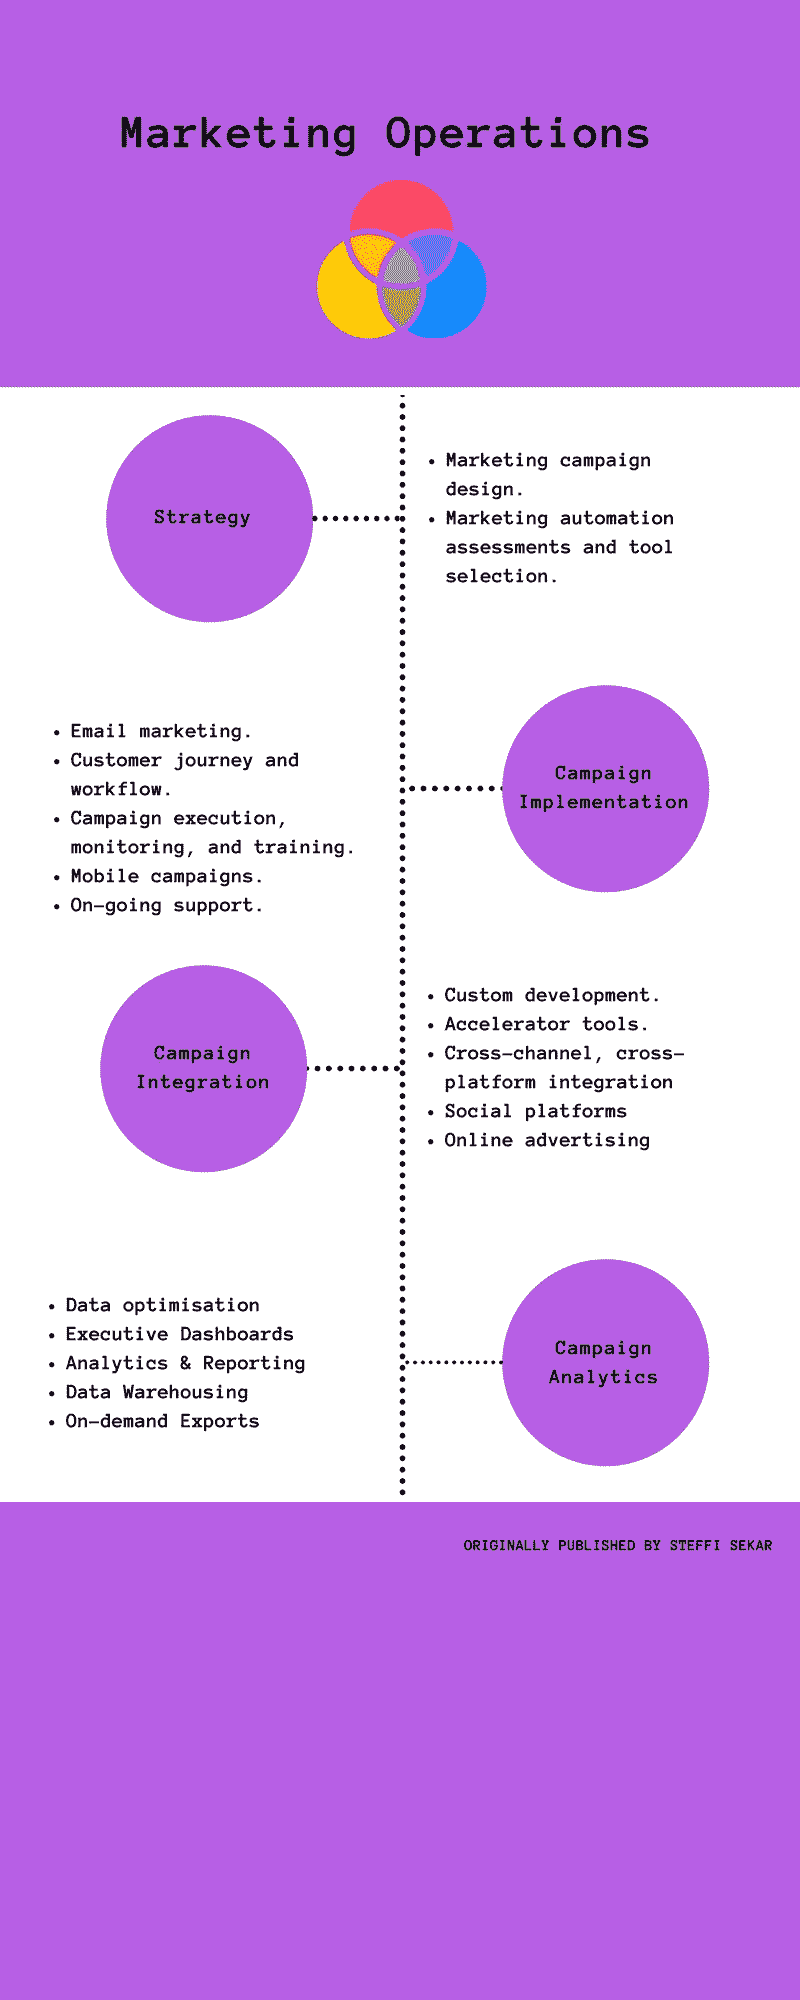 Marketing Operations
Strategy
• Marketing campaign
design.
• Marketing automation
assessments and tool
selection.
Campaign
Implementation
• Email marketing.
• Customer journey and
workflow.
• Campaign execution,
monitoring, and training.
• Mobile campaigns.
• On-going support.
Campaign
Integration
• Custom development.
• Accelerator tools.
• Cross-channel, cross-
platform integration
• Social platforms
• Online advertising
Campaign
Analytics
• Data optimisation
• Executive Dashboards
• Analytics & Reporting
• Data Warehousing
• On-demand Exports
ORIGINALLY PUBLISHED BY STEFFI SEKAR